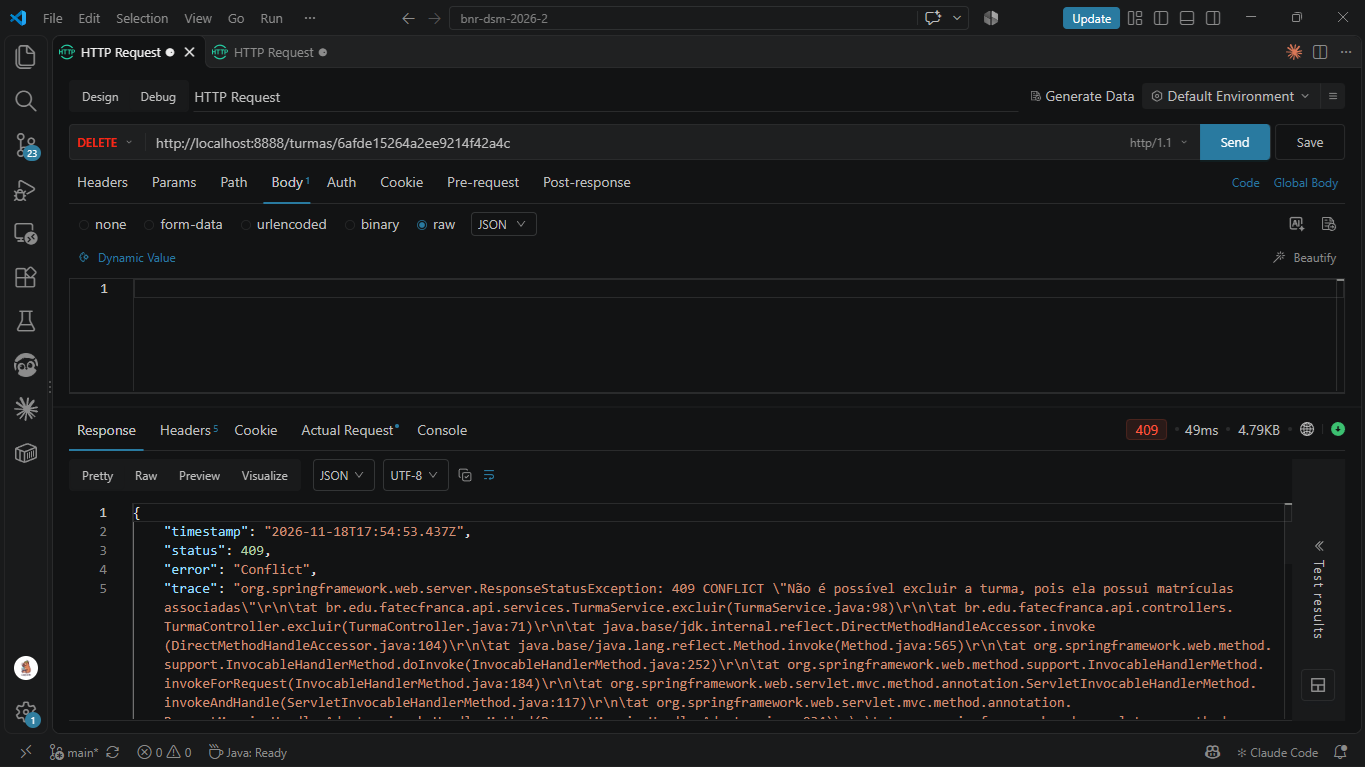 File Edit Selection View Go Run ··· bnr-dsm-2026-2 Update
HTTP HTTP Request HTTP HTTP Request
Design Debug HTTP Request Generate Data Default Environment
DELETE http://localhost:8888/turmas/6afde15264a2ee9214f42a4c http/1.1 Send Save
Headers Params Path Body 1 Auth Cookie Pre-request Post-response Code Global Body
none form-data urlencoded binary raw JSON
Dynamic Value Beautify
1
23
Response Headers 5 Cookie Actual Request Console 409 49ms 4.79KB
Pretty Raw Preview Visualize JSON UTF-8
1 {
2 "timestamp": "2026-11-18T17:54:53.437Z",
3 "status": 409,
4 "error": "Conflict",
5 "trace": "org.springframework.web.server.ResponseStatusException: 409 CONFLICT \"Não é possível excluir a turma, pois ela possui matrículas
associadas\"\r\n\tat br.edu.fatecfranca.api.services.TurmaService.excluir(TurmaService.java:98)\r\n\tat br.edu.fatecfranca.api.controllers.
TurmaController.excluir(TurmaController.java:71)\r\n\tat java.base/jdk.internal.reflect.DirectMethodHandleAccessor.invoke
(DirectMethodHandleAccessor.java:104)\r\n\tat java.base/java.lang.reflect.Method.invoke(Method.java:565)\r\n\tat org.springframework.web.method.
support.InvocableHandlerMethod.doInvoke(InvocableHandlerMethod.java:252)\r\n\tat org.springframework.web.method.support.InvocableHandlerMethod.
invokeForRequest(InvocableHandlerMethod.java:184)\r\n\tat org.springframework.web.servlet.mvc.method.annotation.ServletInvocableHandlerMethod.
invokeAndHandle(ServletInvocableHandlerMethod.java:117)\r\n\tat org.springframework.web.servlet.mvc.method.annotation.
Test results
1
main* 0 0 Java: Ready Claude Code